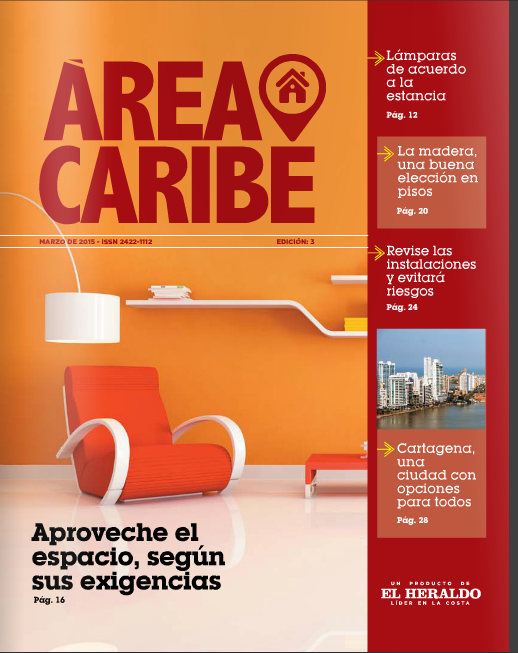 ÀREA
CARIBE
MARZO DE 2015 • ISSN 2422-1112
EDICIÓN: 3
Lámparas
de acuerdo
a la
estancia
Pág. 12
La madera,
una buena
elección en
pisos
Pág. 20
Revise las
instalaciones
y evitará
riesgos
Pág. 24
Cartagena,
una
ciudad con
opciones
para todos
Pág. 28
Aproveche el
espacio, según
sus exigencias
Pág. 16
UN PRODUCTO DE
EL HERALDO
LÍDER EN LA COSTA